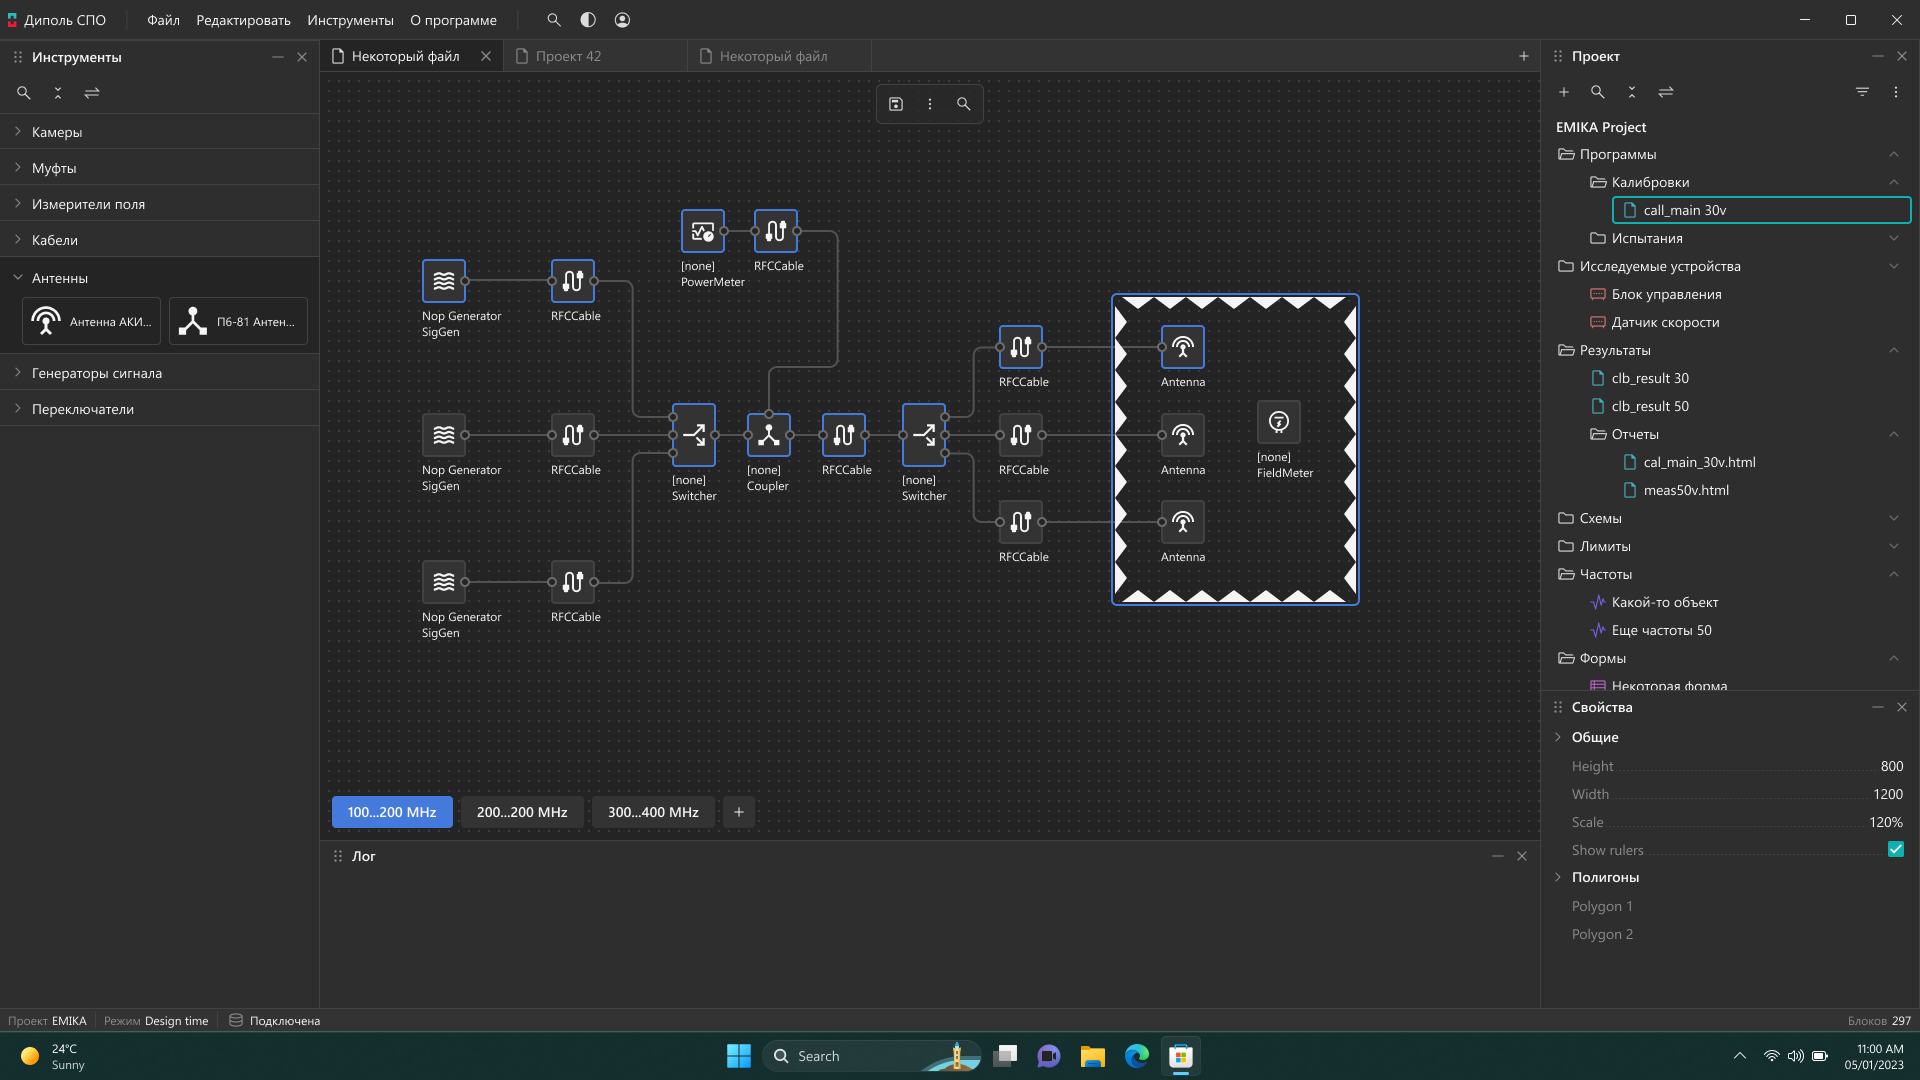 Диполь СПО
Файл
Редактировать
Инструменты
О программе
Инструменты
Камеры
Муфты
Измерители поля
Кабели
Антенны
Антенна АКИ...
П6-81 Антен...
Генераторы сигнала
Переключатели
Некоторый файл
Проект 42
Некоторый файл
[none]
PowerMeter
RFCCable
Nop Generator
SigGen
RFCCable
RFCCable
Antenna
Nop Generator
SigGen
RFCCable
[none]
Switcher
[none]
Coupler
RFCCable
[none]
Switcher
RFCCable
Antenna
[none]
FieldMeter
RFCCable
Antenna
Nop Generator
SigGen
RFCCable
100...200 MHz
200...200 MHz
300...400 MHz
Лог
Проект
EMIKA Project
Программы
Калибровки
call_main 30v
Испытания
Исследуемые устройства
Блок управления
Датчик скорости
Результаты
clb_result 30
clb_result 50
Отчеты
cal_main_30v.html
meas50v.html
Схемы
Лимиты
Частоты
Какой-то объект
Еще частоты 50
Формы
Некоторая форма
Свойства
Общие
Height 800
Width 1200
Scale 120%
Show rulers
Полигоны
Polygon 1
Polygon 2
Проект EMIKA
Режим Design time
Подключена
Блоков 297
24°C
Sunny
Search
11:00 AM
05/01/2023